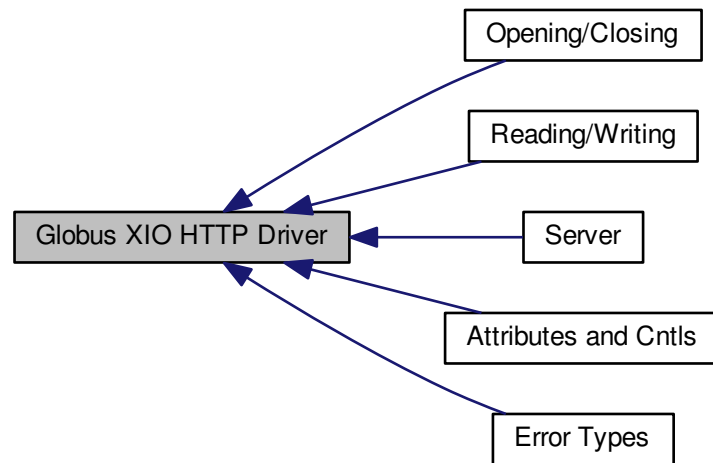 Opening/Closing
Reading/Writing
Globus XIO HTTP Driver
Server
Attributes and Cntls
Error Types